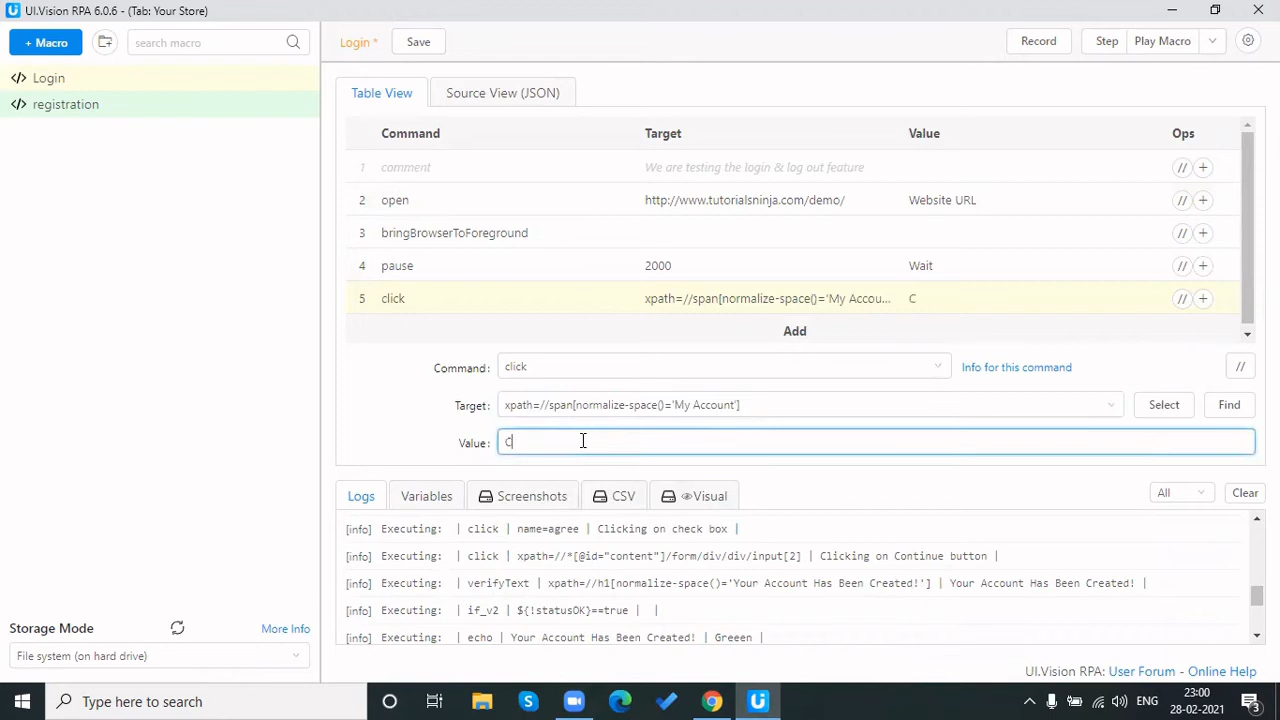 UI.Vision RPA 6.0.6 - (Tab: Your Store)
+ Macro
search macro
Login *
Save
Record
Step
Play Macro
Login
registration
Table View
Source View (JSON)
Command
Target
Value
Ops
1 comment We are testing the login & log out feature //
2 open http://www.tutorialsninja.com/demo/ Website URL //
3 bringBrowserToForeground //
4 pause 2000 Wait //
5 click xpath=//span[normalize-space()='My Accou... C //
Add
Command: click Info for this command //
Target: xpath=//span[normalize-space()='My Account'] Select Find
Value: C
Logs
Variables
Screenshots
CSV
Visual
All
Clear
[info] Executing: | click | name=agree | Clicking on check box |
[info] Executing: | click | xpath=//*[@id="content"]/form/div/div/input[2] | Clicking on Continue button |
[info] Executing: | verifyText | xpath=//h1[normalize-space()='Your Account Has Been Created!'] | Your Account Has Been Created! |
[info] Executing: | if_v2 | ${!statusOK}==true | |
[info] Executing: | echo | Your Account Has Been Created! | Greeen |
Storage Mode
More Info
File system (on hard drive)
UI.Vision RPA: User Forum - Online Help
Type here to search
ENG
23:00
28-02-2021
3